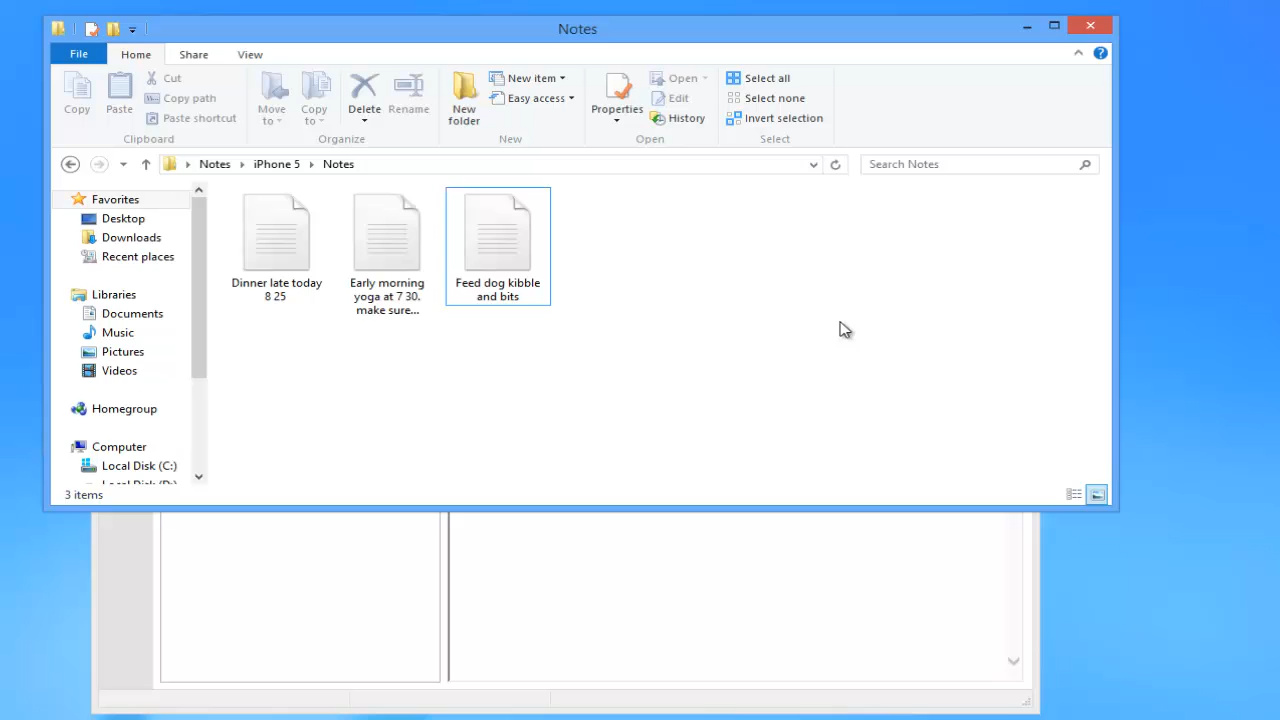 Notes
File Home Share View
Copy
Paste
Cut
Copy path
Paste shortcut
Clipboard
Move
to
Copy
to
Delete
Rename
Organize
New
folder
New item
Easy access
New
Properties
Open
Edit
History
Open
Select all
Select none
Invert selection
Select
Notes iPhone 5 Notes
Search Notes
Favorites
Desktop
Downloads
Recent places
Libraries
Documents
Music
Pictures
Videos
Homegroup
Computer
Local Disk (C:)
Local Disk (D:)
Dinner late today
8 25
Early morning
yoga at 7 30.
make sure...
Feed dog kibble
and bits
3 items